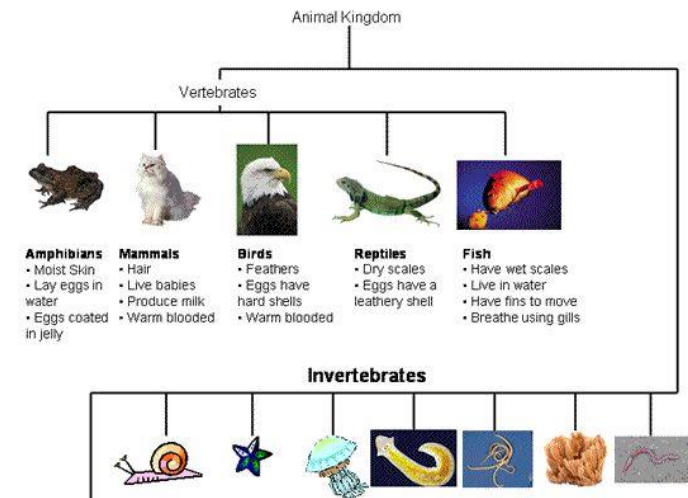 Animal Kingdom
Vertebrates
Amphibians
• Moist Skin
• Lay eggs in
water
• Eggs coated
in jelly
Mammals
• Hair
• Live babies
• Produce milk
• Warm blooded
Birds
• Feathers
• Eggs have
hard shells
• Warm blooded
Reptiles
• Dry scales
• Eggs have a
leathery shell
Fish
• Have wet scales
• Live in water
• Have fins to move
• Breathe using gills
Invertebrates